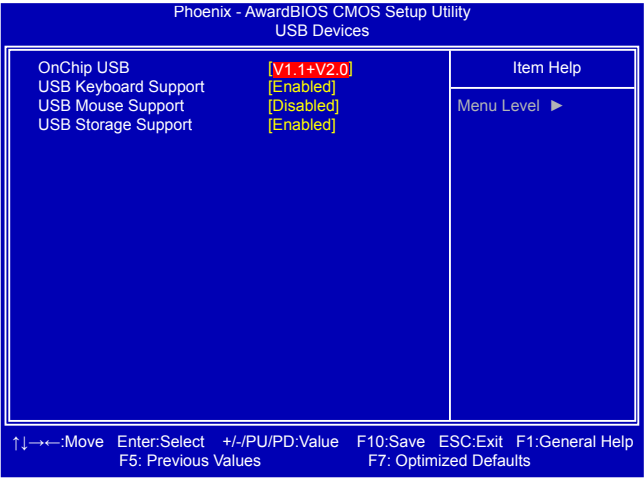 Phoenix - AwardBIOS CMOS Setup Utility
USB Devices
OnChip USB [V1.1+V2.0]
USB Keyboard Support [Enabled]
USB Mouse Support [Disabled]
USB Storage Support [Enabled]
Item Help
Menu Level ►
↑↓→←:Move Enter:Select +/-/PU/PD:Value F10:Save ESC:Exit F1:General Help
F5: Previous Values F7: Optimized Defaults